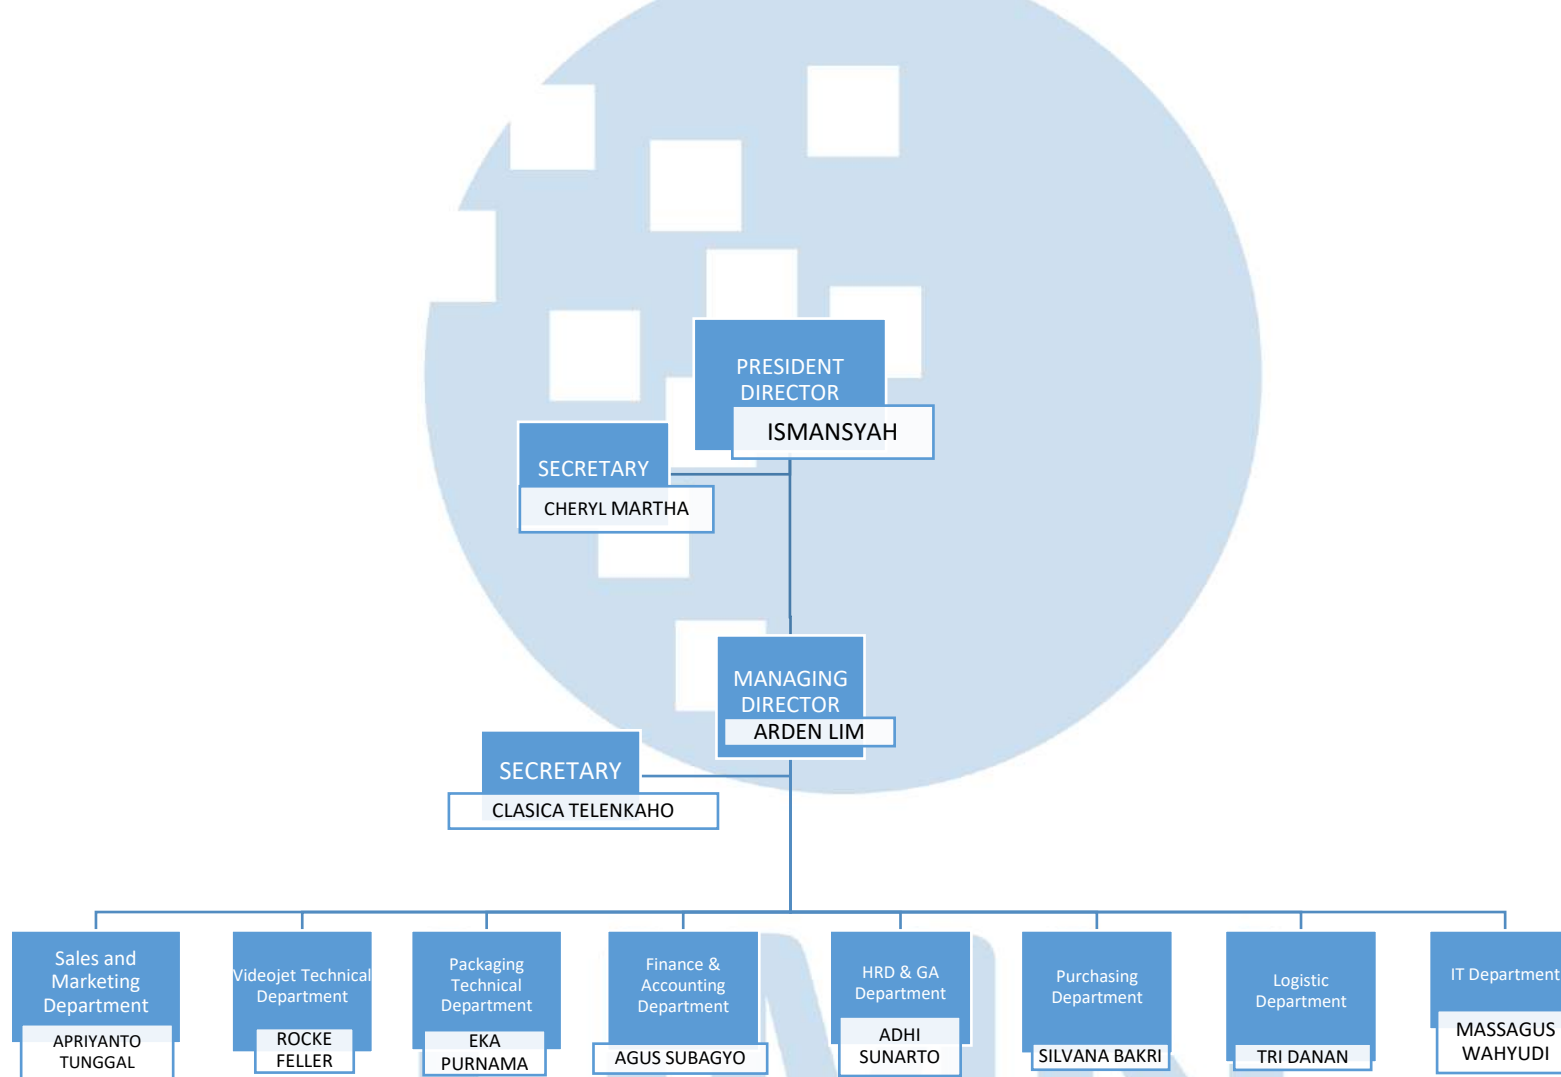 PRESIDENT
DIRECTOR
ISMANSYAH
SECRETARY
CHERYL MARTHA
MANAGING
DIRECTOR
ARDEN LIM
SECRETARY
CLASICA TELENKAHO
Sales and
Marketing
Department
APRIYANTO
TUNGGAL
Videojet Technical
Department
ROCKE
FELLER
Packaging
Technical
Department
EKA
PURNAMA
Finance &
Accounting
Department
AGUS SUBAGYO
HRD & GA
Department
ADHI
SUNARTO
Purchasing
Department
SILVANA BAKRI
Logistic
Department
TRI DANAN
IT Department
MASSAGUS
WAHYUDI